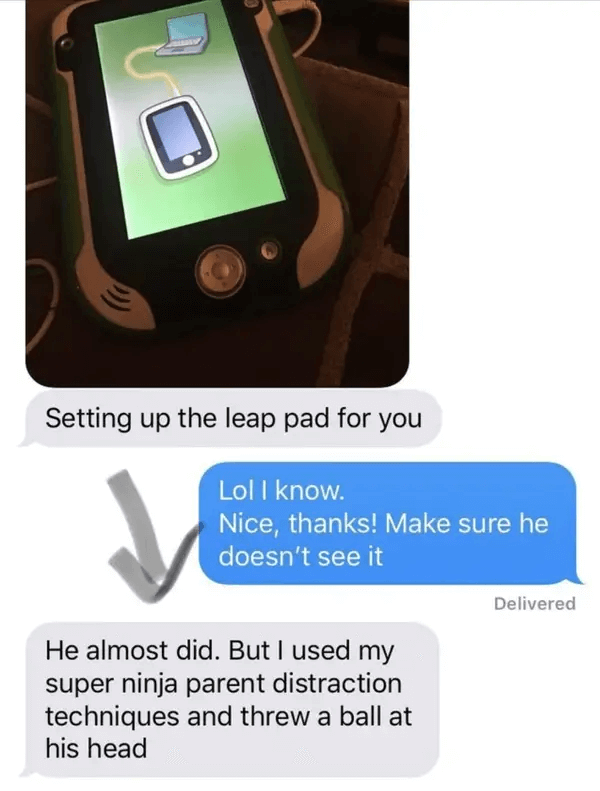 Setting up the leap pad for you
Lol I know.
Nice, thanks! Make sure he
doesn't see it
Delivered
He almost did. But I used my
super ninja parent distraction
techniques and threw a ball at
his head